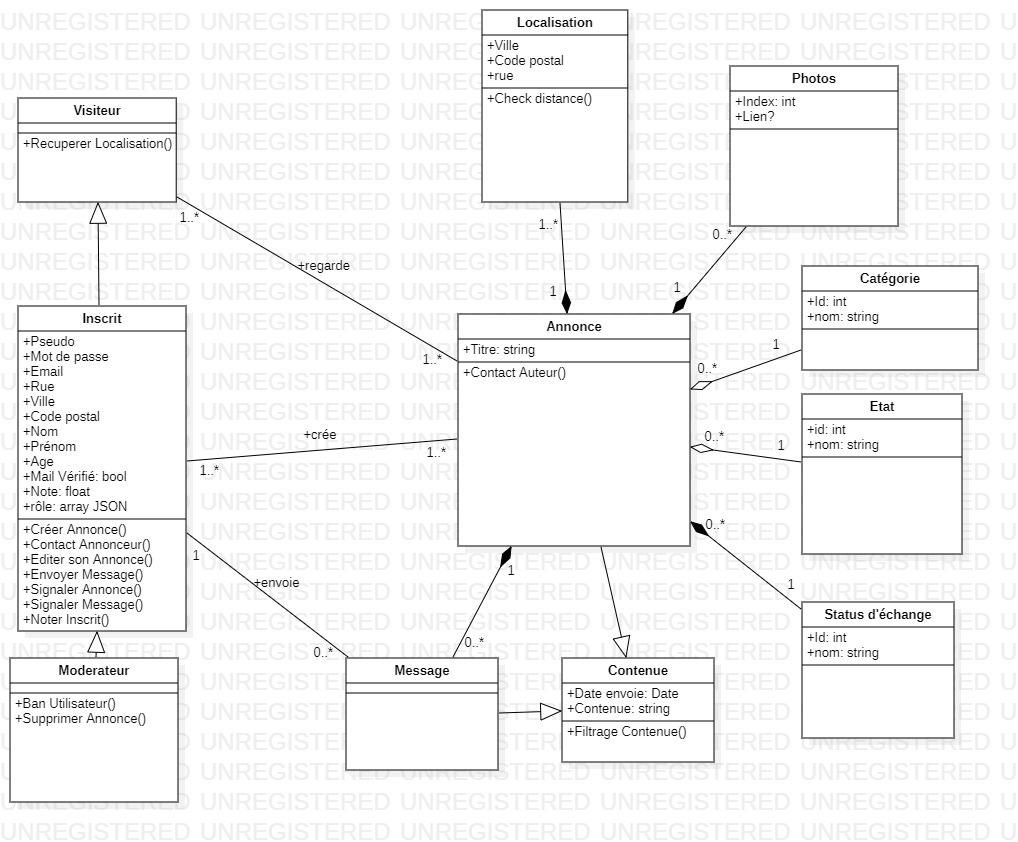 Localisation
+Ville
+Code postal
+rue
+Check distance()
Photos
+Index: int
+Lien?
Visiteur
+Recuperer Localisation()
1..*
+regarde
1..*
1..*
1
0..*
1
Catégorie
+Id: int
+nom: string
Inscrit
+Pseudo
+Mot de passe
+Email
+Rue
+Ville
+Code postal
+Nom
+Prénom
+Age
+Mail Vérifié: bool
+Note: float
+rôle: array JSON
+Créer Annonce()
+Contact Annonceur()
+Editer son Annonce()
+Envoyer Message()
+Signaler Annonce()
+Signaler Message()
+Noter Inscrit()
Annonce
+Titre: string
+Contact Auteur()
1
0..*
Etat
+id: int
+nom: string
0..*
1
+crée
1..*
1..*
0..*
1
Status d'échange
+Id: int
+nom: string
1
+envoie
0..*
1
0..*
Moderateur
+Ban Utilisateur()
+Supprimer Annonce()
Message
Contenue
+Date envoie: Date
+Contenue: string
+Filtrage Contenue()
UNREGISTERED